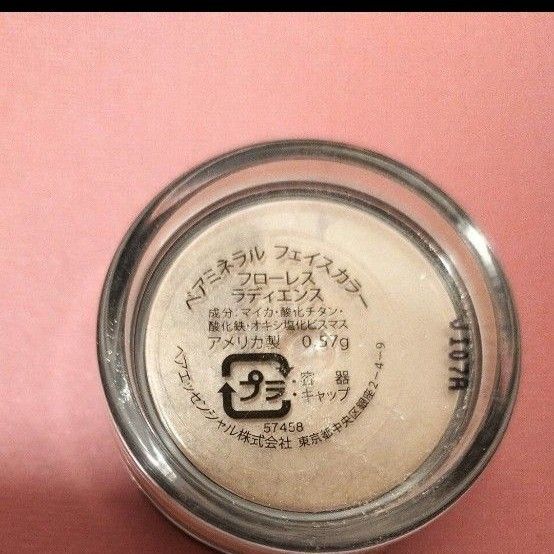 ベアミネラル フェイスカラー
フローレス
ラディエンス
成分:マイカ・酸化チタン・
酸化鉄・オキシ塩化ビスマス
アメリカ製 0.57g
プラ ・容器
・キャップ
57458
ベアエッセンシャル株式会社 東京都中央区銀座2-4-9
J107A